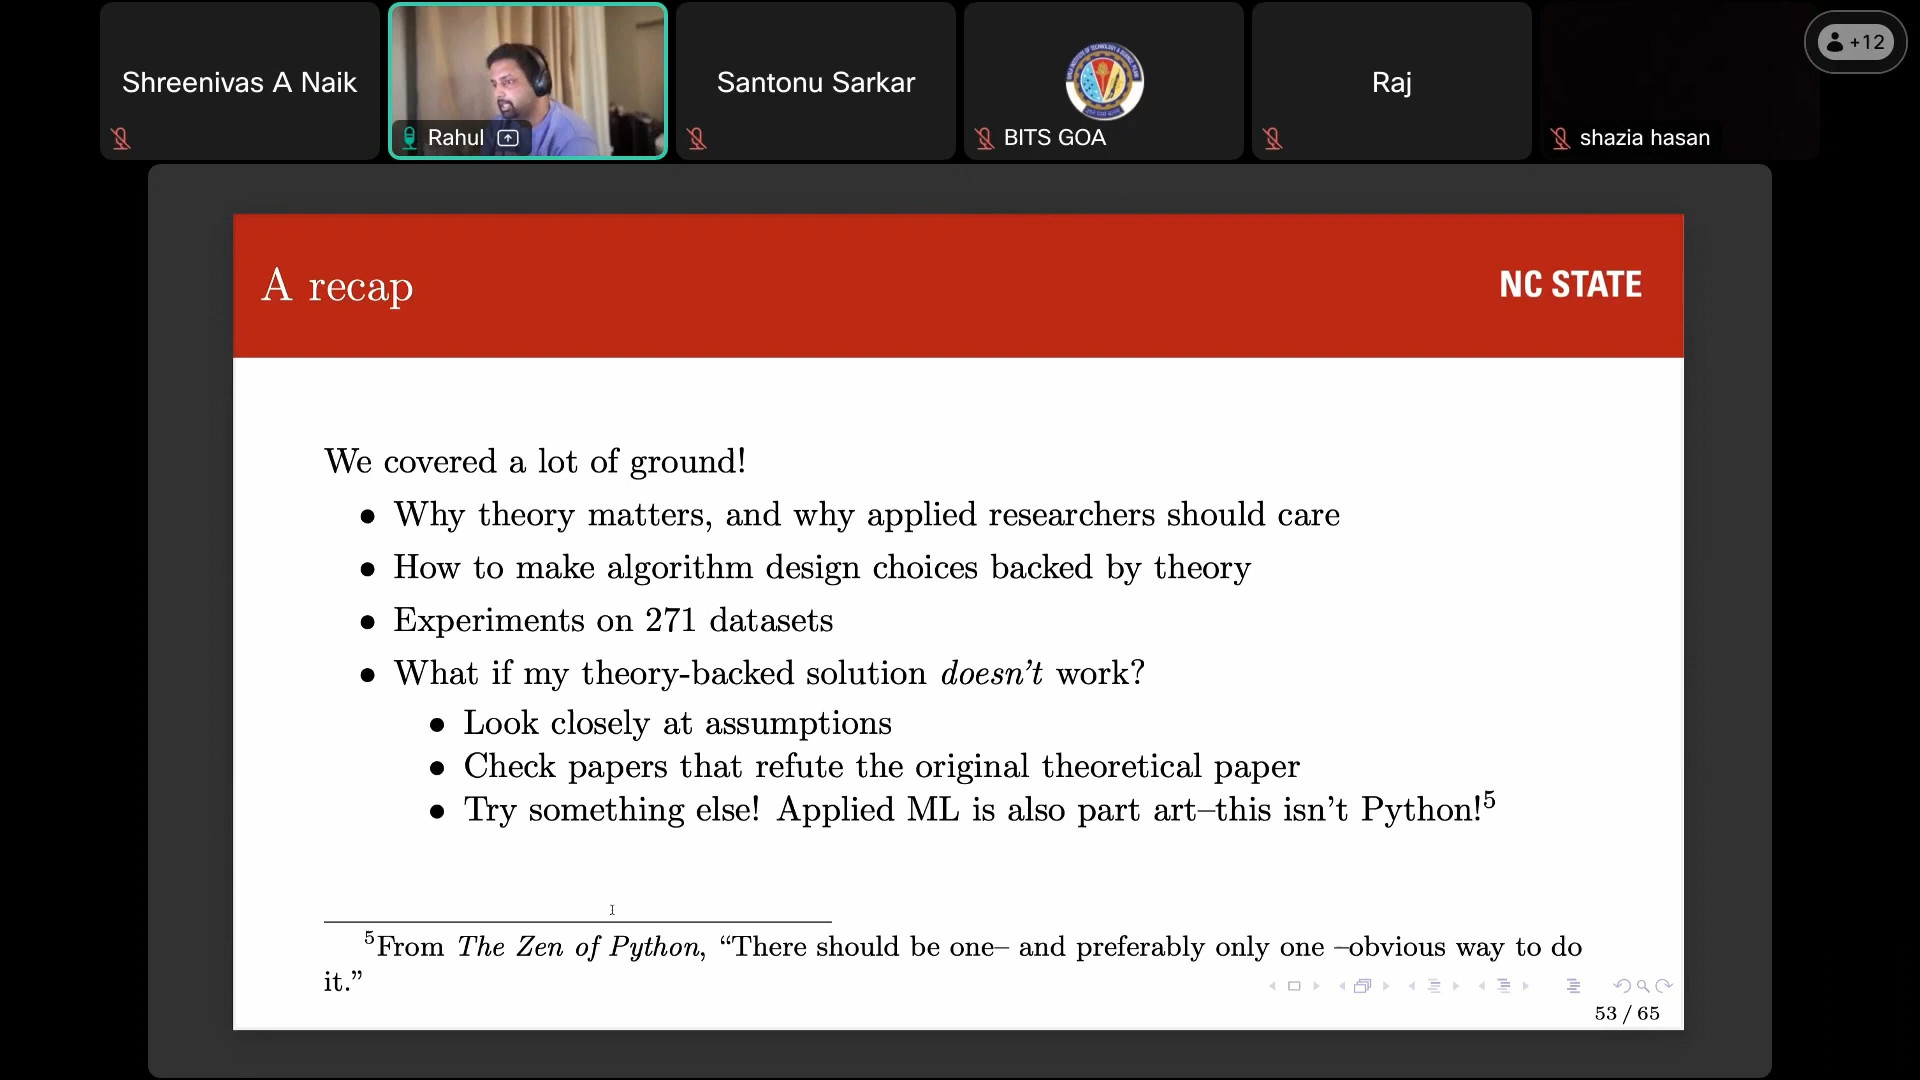 Shreenivas A Naik
Rahul
Santonu Sarkar
BITS GOA
Raj
shazia hasan
+12
A recap
NC STATE
We covered a lot of ground!
• Why theory matters, and why applied researchers should care
• How to make algorithm design choices backed by theory
• Experiments on 271 datasets
• What if my theory-backed solution doesn't work?
• Look closely at assumptions
• Check papers that refute the original theoretical paper
• Try something else! Applied ML is also part art–this isn't Python!⁵
⁵From The Zen of Python, “There should be one– and preferably only one –obvious way to do
it.”
53 / 65